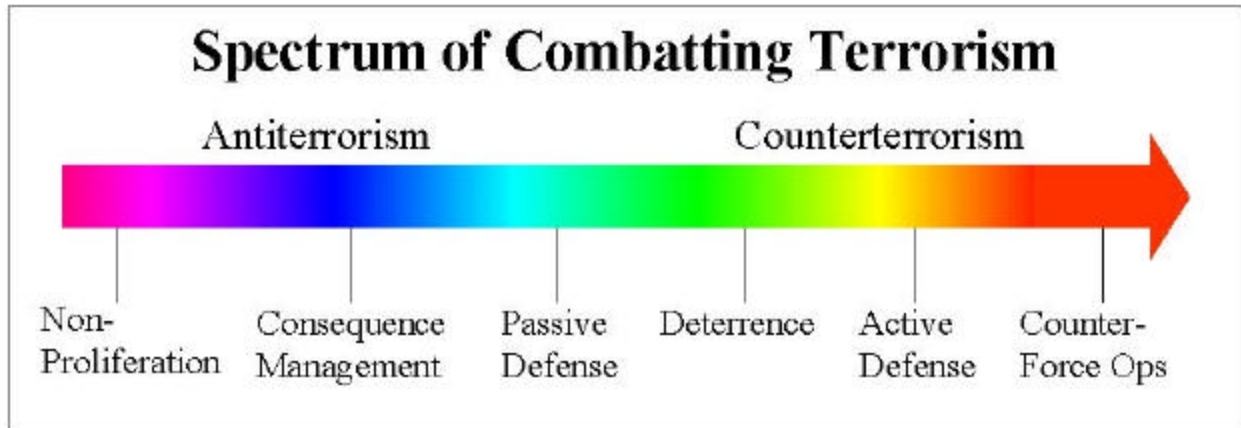 Spectrum of Combatting Terrorism
Antiterrorism
Counterterrorism
Non-
Proliferation
Consequence
Management
Passive
Defense
Deterrence
Active
Defense
Counter-
Force Ops